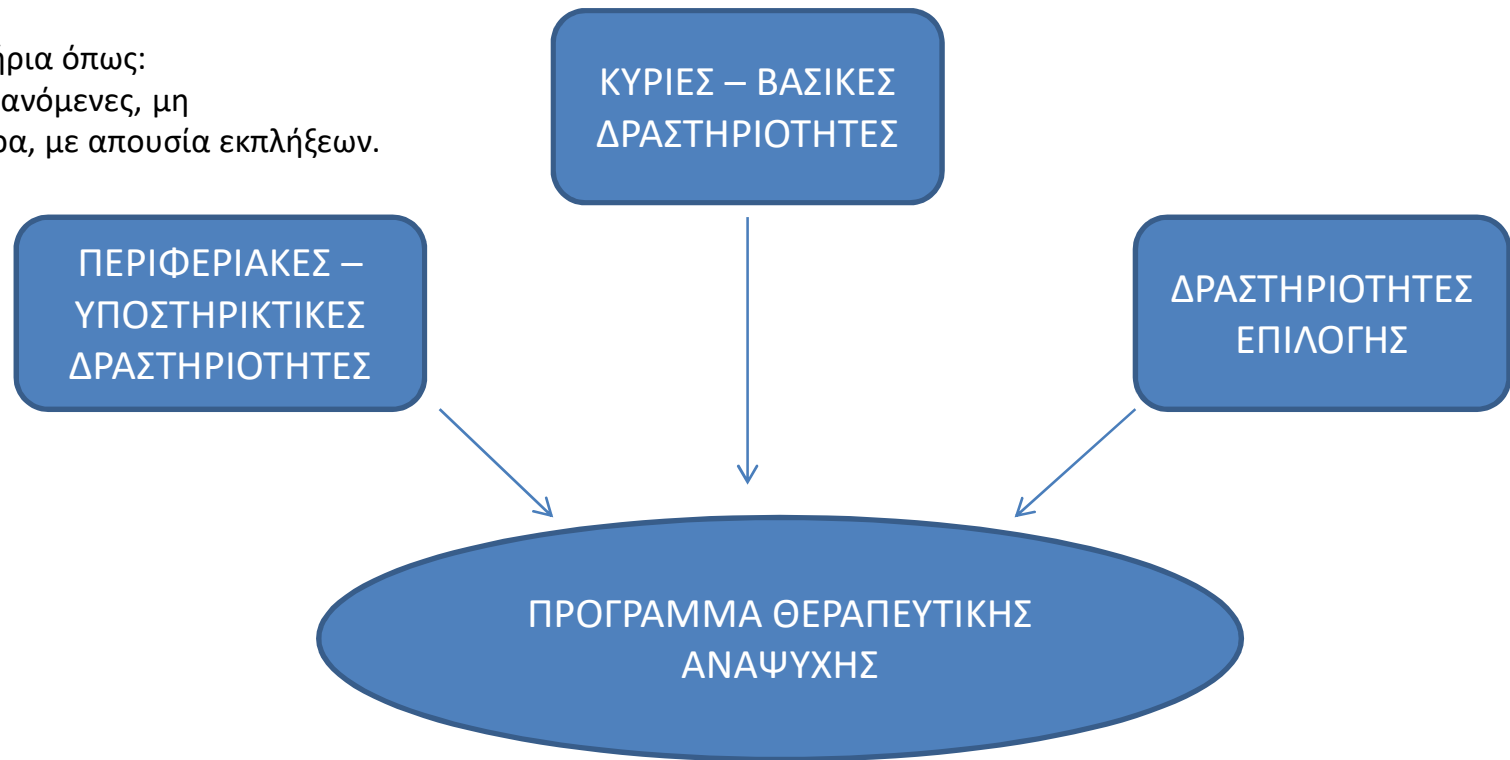 ήρια όπως:
ανόμενες, μη
ρα, με απουσία εκπλήξεων.
ΚΥΡΙΕΣ – ΒΑΣΙΚΕΣ
ΔΡΑΣΤΗΡΙΟΤΗΤΕΣ
ΠΕΡΙΦΕΡΙΑΚΕΣ –
ΥΠΟΣΤΗΡΙΚΤΙΚΕΣ
ΔΡΑΣΤΗΡΙΟΤΗΤΕΣ
ΔΡΑΣΤΗΡΙΟΤΗΤΕΣ
ΕΠΙΛΟΓΗΣ
ΠΡΟΓΡΑΜΜΑ ΘΕΡΑΠΕΥΤΙΚΗΣ
ΑΝΑΨΥΧΗΣ